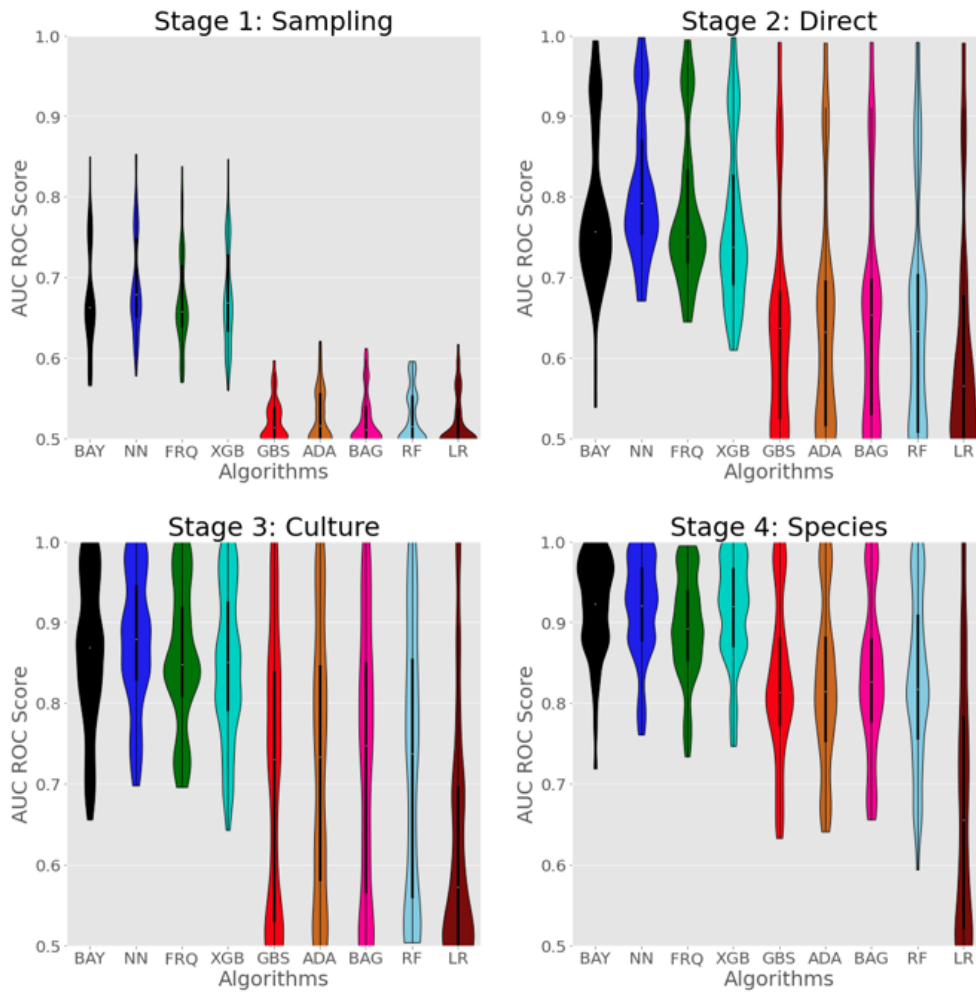 Stage 1: Sampling
1.0
0.9
0.8
0.7
0.6
0.5
AUC ROC Score
BAY NN FRQ XGB GBS ADA BAG RF LR
Algorithms
Stage 2: Direct
1.0
0.9
0.8
0.7
0.6
0.5
AUC ROC Score
BAY NN FRQ XGB GBS ADA BAG RF LR
Algorithms
Stage 3: Culture
1.0
0.9
0.8
0.7
0.6
0.5
AUC ROC Score
BAY NN FRQ XGB GBS ADA BAG RF LR
Algorithms
Stage 4: Species
1.0
0.9
0.8
0.7
0.6
0.5
AUC ROC Score
BAY NN FRQ XGB GBS ADA BAG RF LR
Algorithms